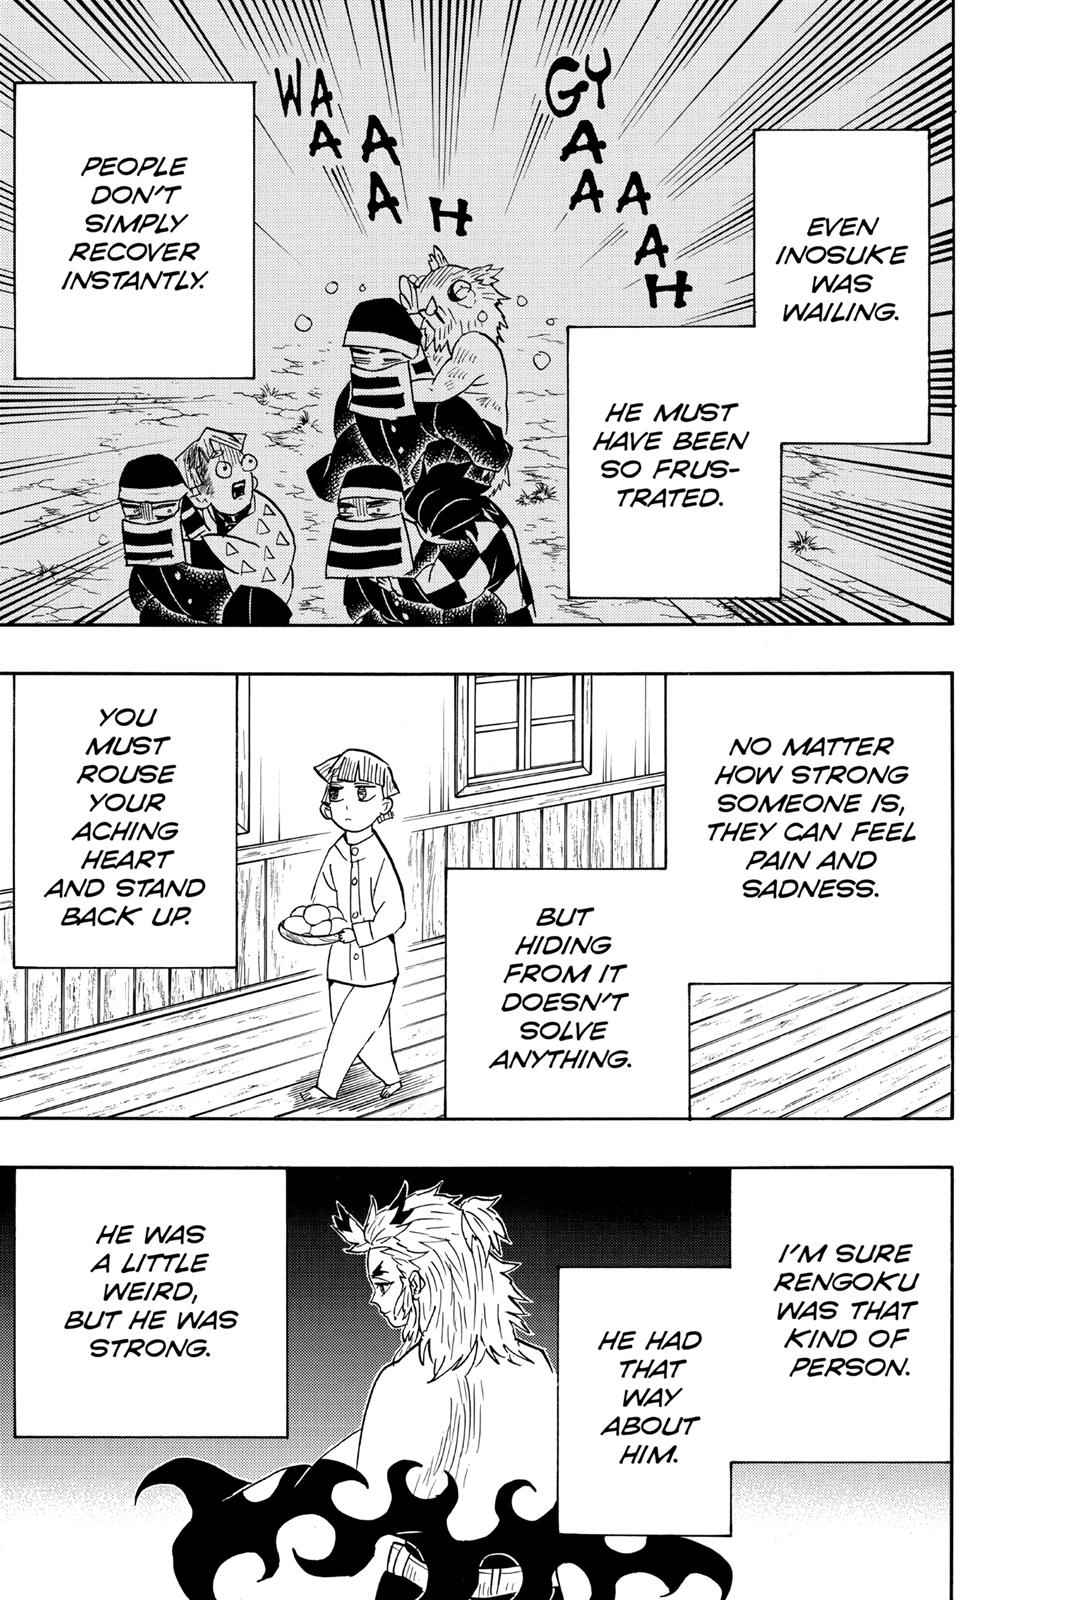 EVEN
INOSUKE
WAS
WAILING.
HE MUST
HAVE BEEN
SO FRUS-
TRATED.
GYAAAAH
WAAAAH
PEOPLE
DON'T
SIMPLY
RECOVER
INSTANTLY.
NO MATTER
HOW STRONG
SOMEONE IS,
THEY CAN FEEL
PAIN AND
SADNESS.
BUT
HIDING
FROM IT
DOESN'T
SOLVE
ANYTHING.
YOU
MUST
ROUSE
YOUR
ACHING
HEART
AND STAND
BACK UP.
I'M SURE
RENGOKU
WAS THAT
KIND OF
PERSON.
HE HAD
THAT
WAY
ABOUT
HIM.
HE WAS
A LITTLE
WEIRD,
BUT HE WAS
STRONG.